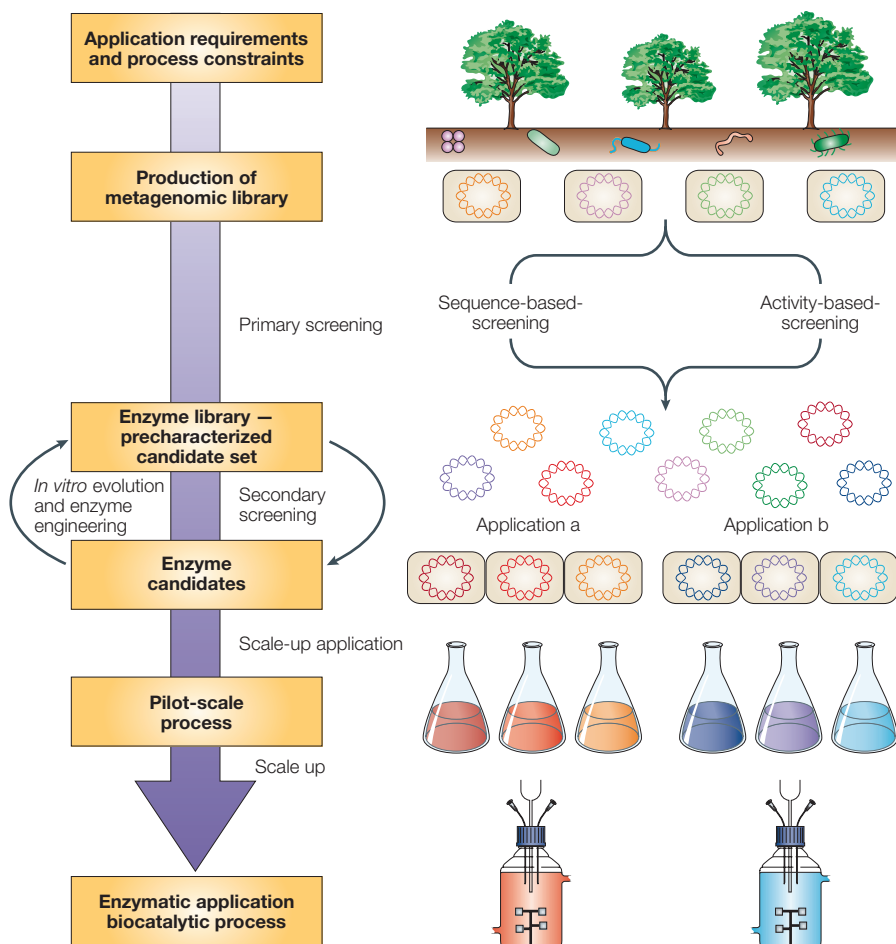 Application requirements
and process constraints
Production of
metagenomic library
Sequence-based-
screening
Activity-based-
screening
Primary screening
Enzyme library —
precharacterized
candidate set
In vitro evolution
and enzyme
engineering
Secondary
screening
Application a
Application b
Enzyme
candidates
Scale-up application
Pilot-scale
process
Scale up
Enzymatic application
biocatalytic process